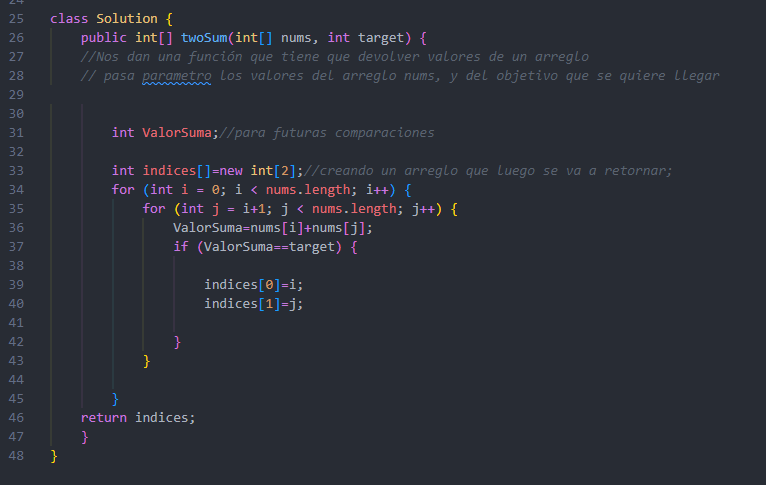 25 class Solution {
26 public int[] twoSum(int[] nums, int target) {
27 //Nos dan una función que tiene que devolver valores de un arreglo
28 // pasa parametro los valores del arreglo nums, y del objetivo que se quiere llegar
29
30
31 int ValorSuma;//para futuras comparaciones
32
33 int indices[]=new int[2];//creando un arreglo que luego se va a retornar;
34 for (int i = 0; i < nums.length; i++) {
35 for (int j = i+1; j < nums.length; j++) {
36 ValorSuma=nums[i]+nums[j];
37 if (ValorSuma==target) {
38
39 indices[0]=i;
40 indices[1]=j;
41
42 }
43 }
44
45 }
46 return indices;
47 }
48 }